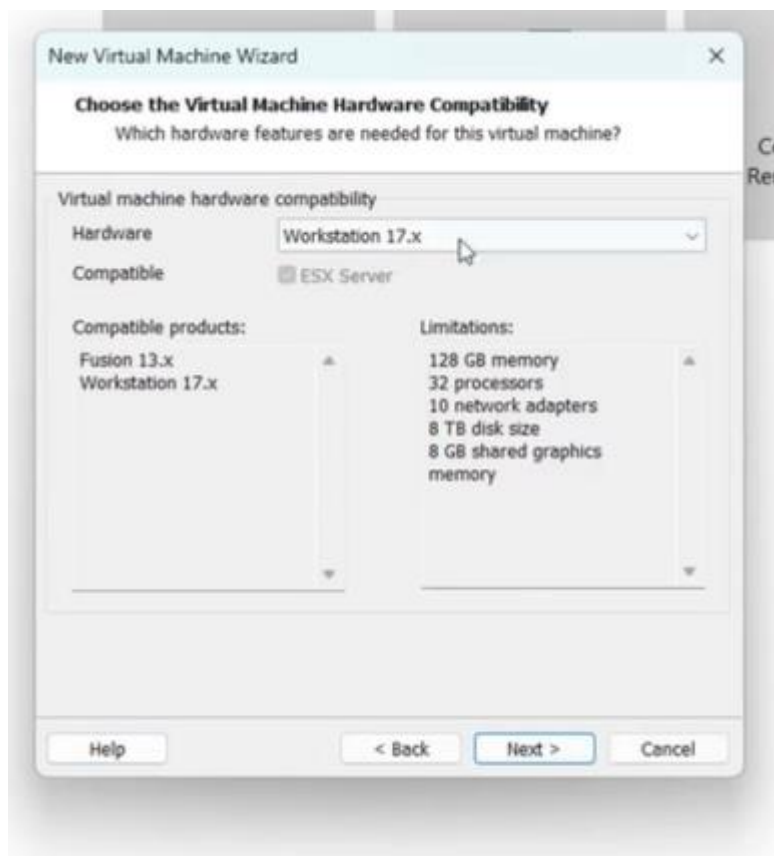 New Virtual Machine Wizard
Choose the Virtual Machine Hardware Compatibility
Which hardware features are needed for this virtual machine?
Virtual machine hardware compatibility
Hardware Workstation 17.x
Compatible ESX Server
Compatible products: Limitations:
Fusion 13.x 128 GB memory
Workstation 17.x 32 processors
10 network adapters
8 TB disk size
8 GB shared graphics
memory
Help < Back Next > Cancel